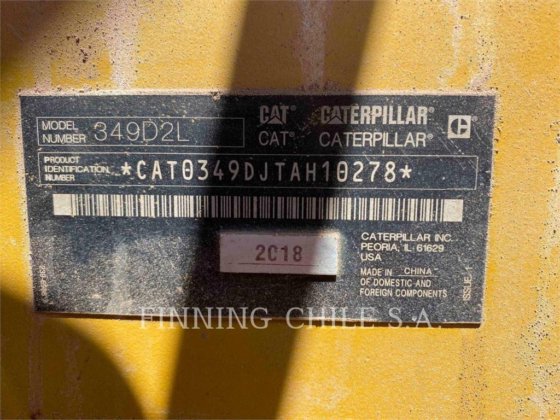 MODEL NUMBER 349D2L
CAT CATERPILLAR C
CAT® CATERPILLAR®
PRODUCT IDENTIFICATION NUMBER *CAT0349DJTAH10278*
2018
CATERPILLAR INC.
PEORIA, IL 61629
USA
MADE IN CHINA
OF DOMESTIC AND
FOREIGN COMPONENTS
FINNING CHILE S.A.